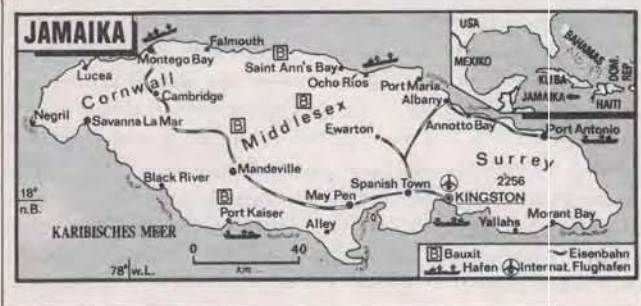 JAMAIKA
USA
MEXIKO
BAHAMAS
KUBA
DOM. REP.
JAMAIKA
HAITI
Falmouth
Montego Bay
B
Saint Ann's Bay
Ocho Rios
Lucea
Cornwall
Cambridge
B
Port Maria
Albany
Negril
Savanna La Mar
B
Middlesex
Ewarton
Annotto Bay
Port Antonio
Surrey
Mandeville
Black River
B
Spanish Town
2256
18°
n.B.
May Pen
KINGSTON
Port Kaiser
Alley
Yallahs
Morant Bay
KARIBISCHES MEER
0 40
km
78° w.L.
B Bauxit Eisenbahn
Hafen Internat. Flughafen